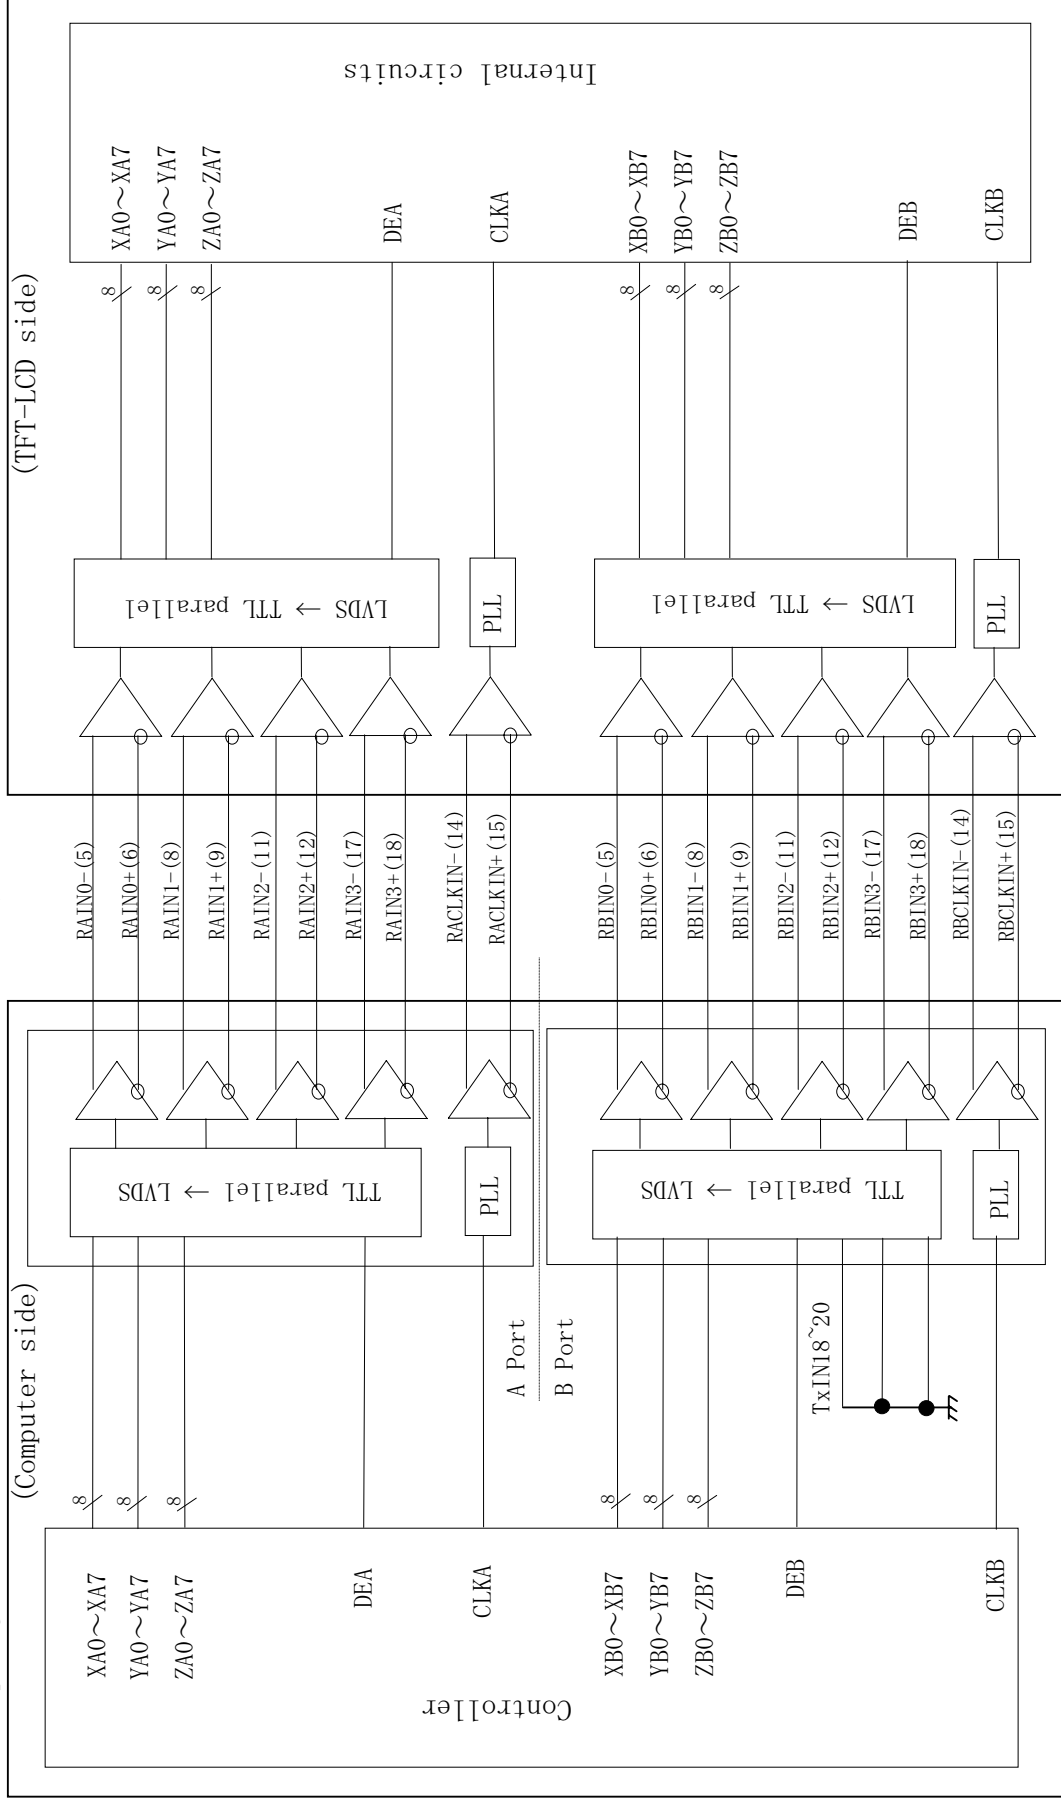 (Computer side)
Controller
XA0～XA7
YA0～YA7
ZA0～ZA7
DEA
CLKA
XB0～XB7
YB0～YB7
ZB0～ZB7
DEB
CLKB
8
8
8
8
8
8
A Port
B Port
TxIN18~20
TTL parallel → LVDS
PLL
TTL parallel → LVDS
PLL
RAIN0-(5)
RAIN0+(6)
RAIN1-(8)
RAIN1+(9)
RAIN2-(11)
RAIN2+(12)
RAIN3-(17)
RAIN3+(18)
RACLKIN-(14)
RACLKIN+(15)
RBIN0-(5)
RBIN0+(6)
RBIN1-(8)
RBIN1+(9)
RBIN2-(11)
RBIN2+(12)
RBIN3-(17)
RBIN3+(18)
RBCLKIN-(14)
RBCLKIN+(15)
(TFT-LCD side)
LVDS → TTL parallel
PLL
LVDS → TTL parallel
PLL
8
8
8
8
8
8
XA0～XA7
YA0～YA7
ZA0～ZA7
DEA
CLKA
XB0～XB7
YB0～YB7
ZB0～ZB7
DEB
CLKB
Internal circuits